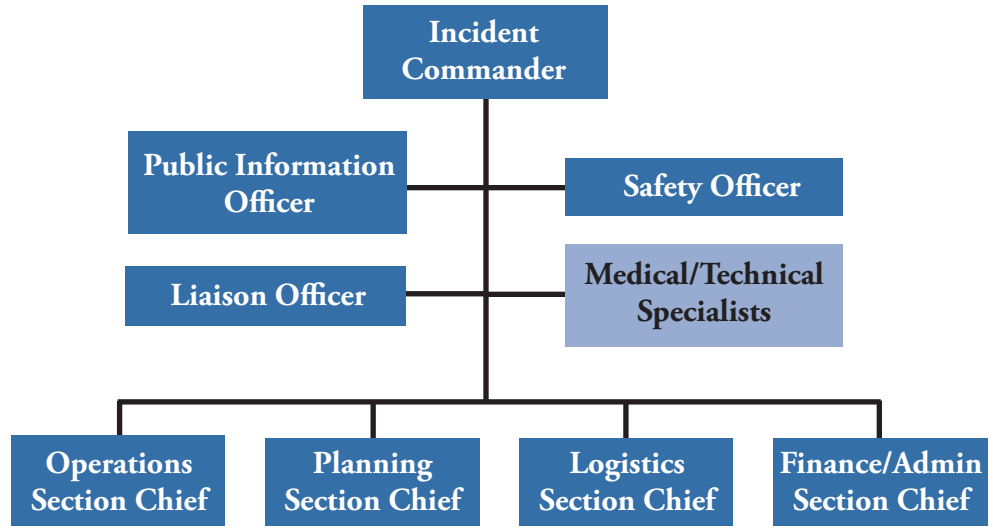 Incident
Commander
Public Information
Officer
Safety Officer
Liaison Officer
Medical/Technical
Specialists
Operations
Section Chief
Planning
Section Chief
Logistics
Section Chief
Finance/Admin
Section Chief